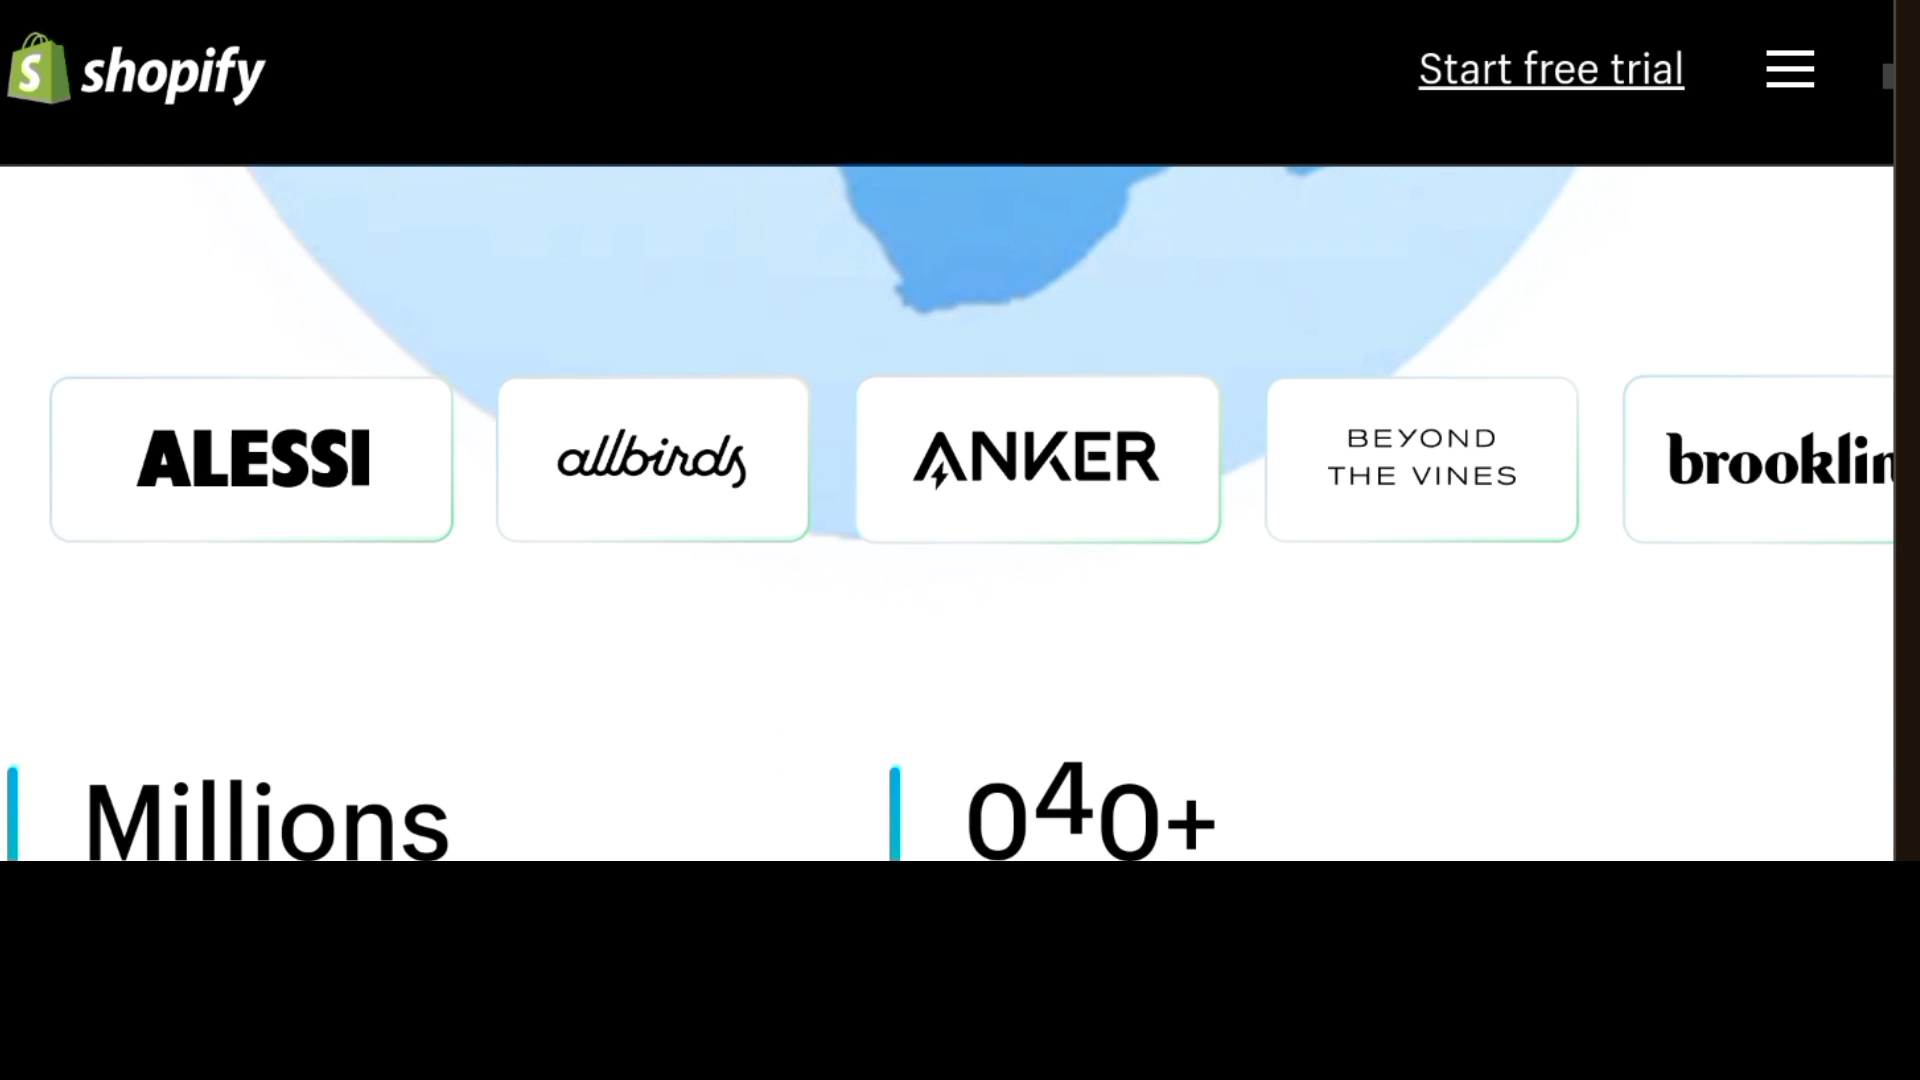 shopify
Start free trial
ALESSI
allbirds
ANKER
BEYOND
THE VINES
brooklin
Millions
040+